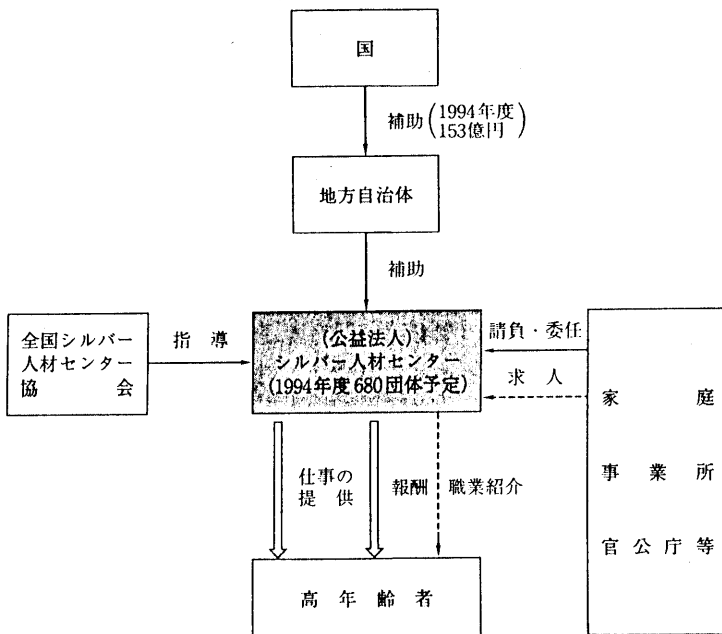 国
補助(1994年度
153億円)
地方自治体
補助
全国シルバー
人材センター
協会
指導
(公益法人)
シルバー人材センター
(1994年度680団体予定)
請負・委任
求人
家庭
事業所
官公庁等
仕事の
提供
報酬
職業紹介
高年齢者